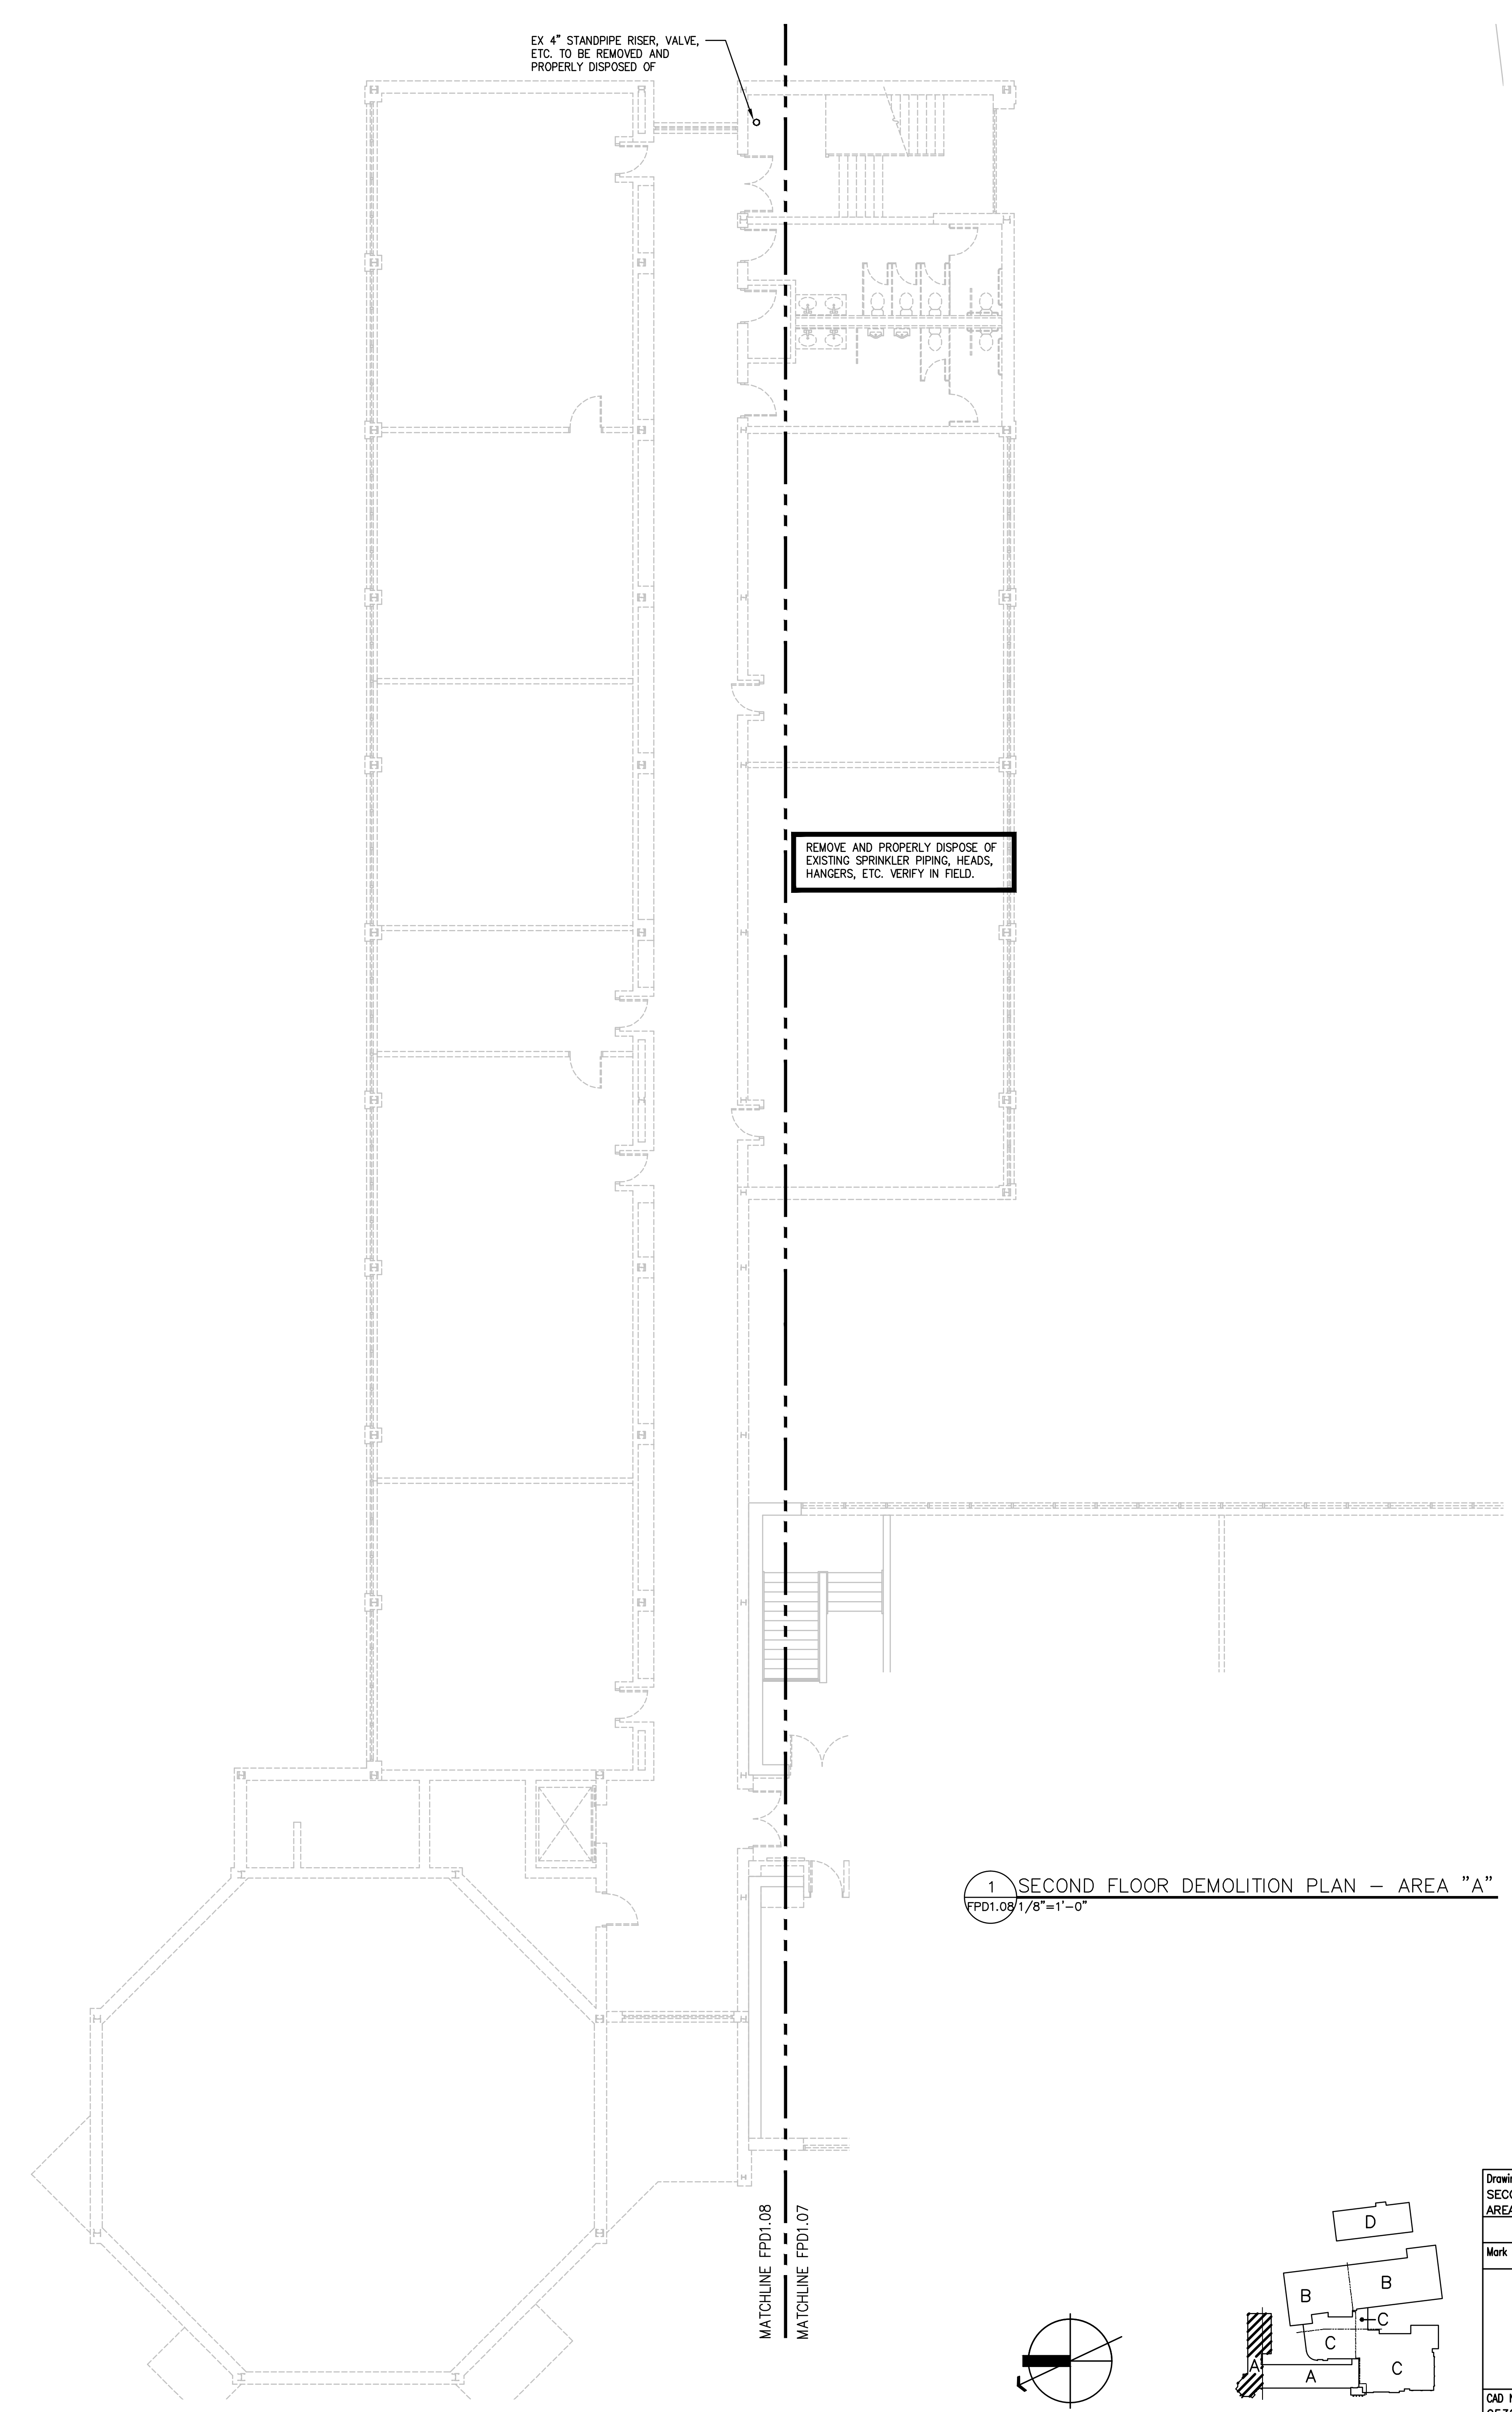 EX 4" STANDPIPE RISER, VALVE,
ETC. TO BE REMOVED AND
PROPERLY DISPOSED OF
REMOVE AND PROPERLY DISPOSE OF
EXISTING SPRINKLER PIPING, HEADS,
HANGERS, ETC. VERIFY IN FIELD.
1
SECOND FLOOR DEMOLITION PLAN – AREA "A"
FPD1.08
1/8"=1'–0"
MATCHLINE FPD1.08
MATCHLINE FPD1.07
D
B
B
C
C
A
A
C
Mark
CAD